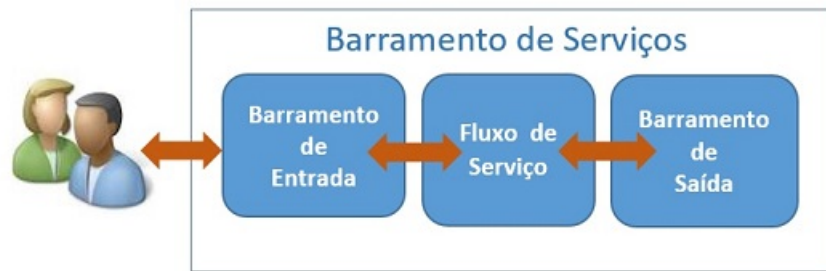 Barramento de Serviços
Barramento
de
Entrada
Fluxo de
Serviço
Barramento
de
Saída